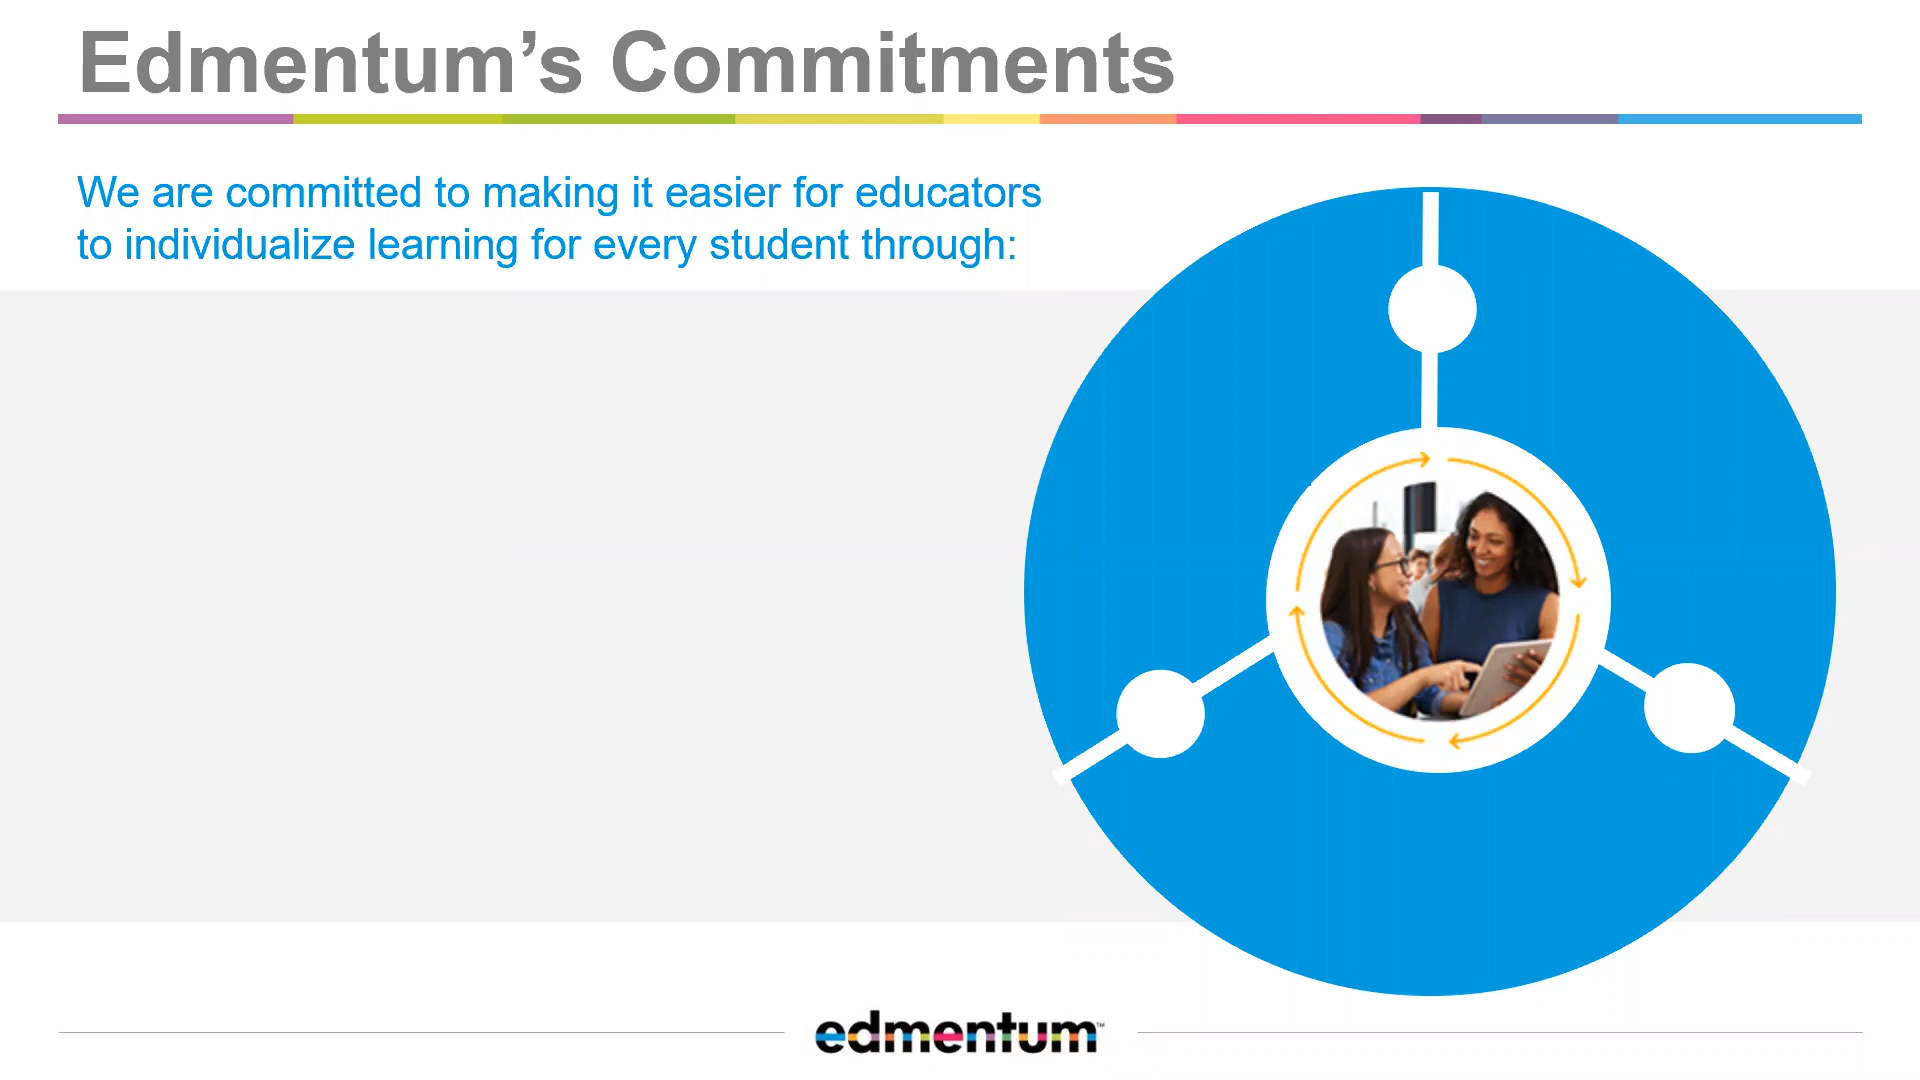 Edmentum’s Commitments
We are committed to making it easier for educators
to individualize learning for every student through:
edmentum™